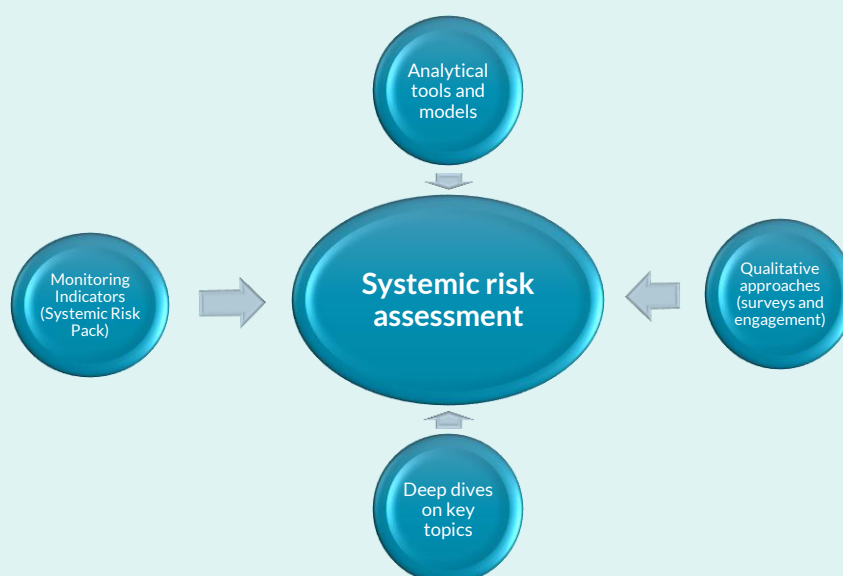 Analytical
tools and
models
Monitoring
Indicators
(Systemic Risk
Pack)
Systemic risk
assessment
Qualitative
approaches
(surveys and
engagement)
Deep dives
on key
topics